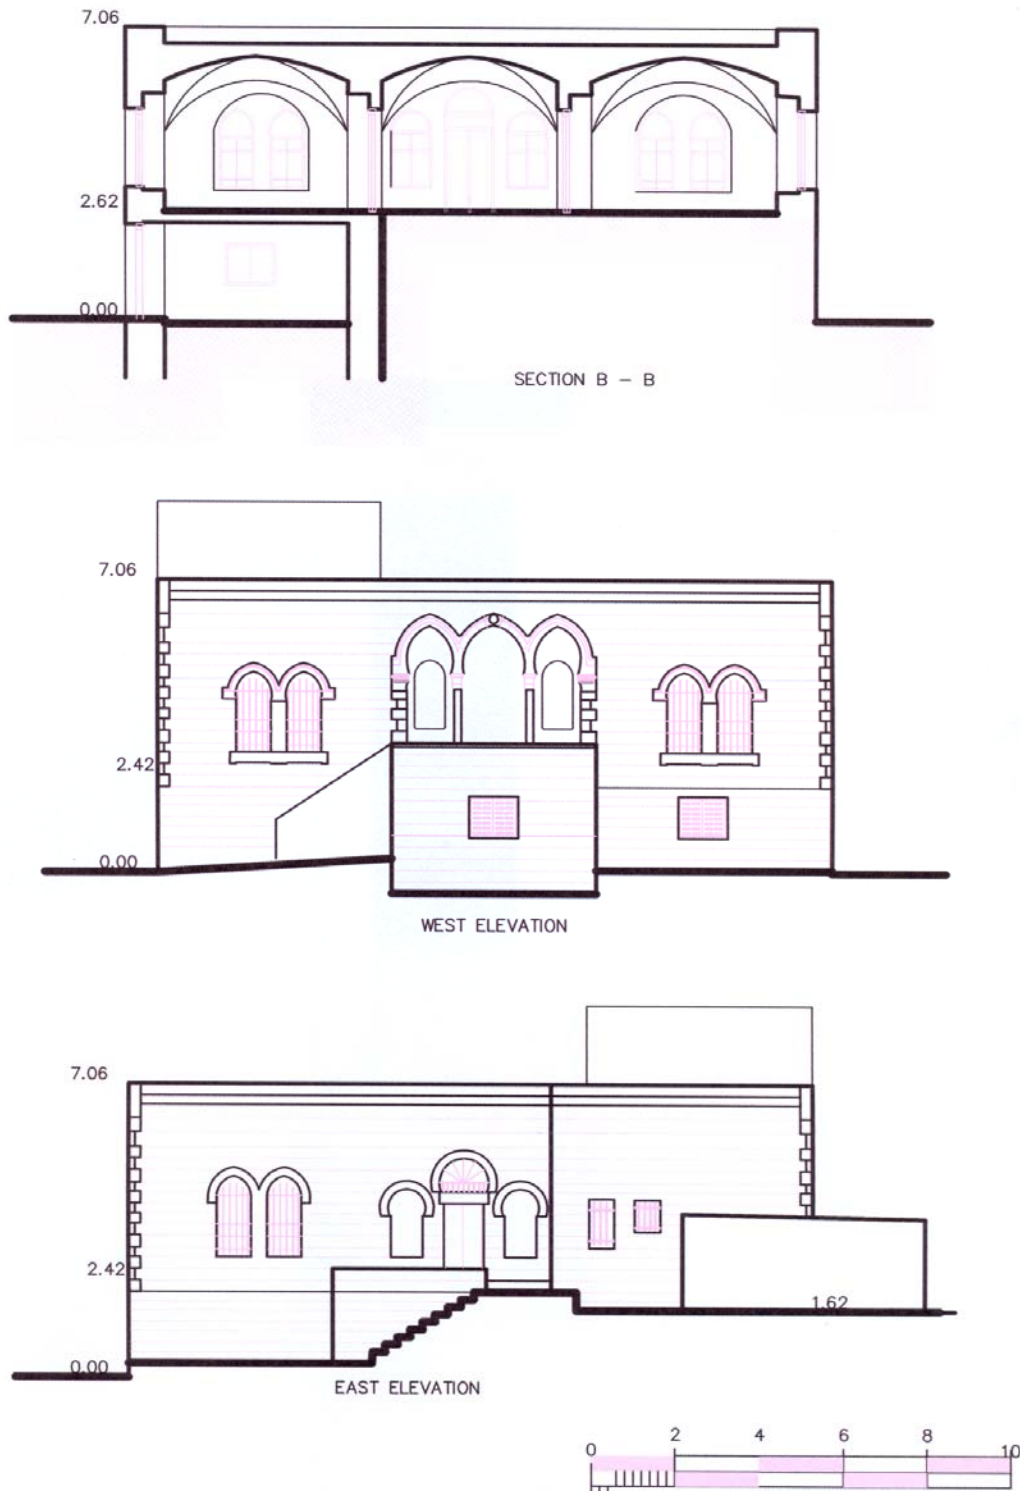 7.06
2.62
0.00
SECTION B – B
7.06
2.42
0.00
WEST ELEVATION
7.06
2.42
1.62
0.00
EAST ELEVATION
0 2 4 6 8 10